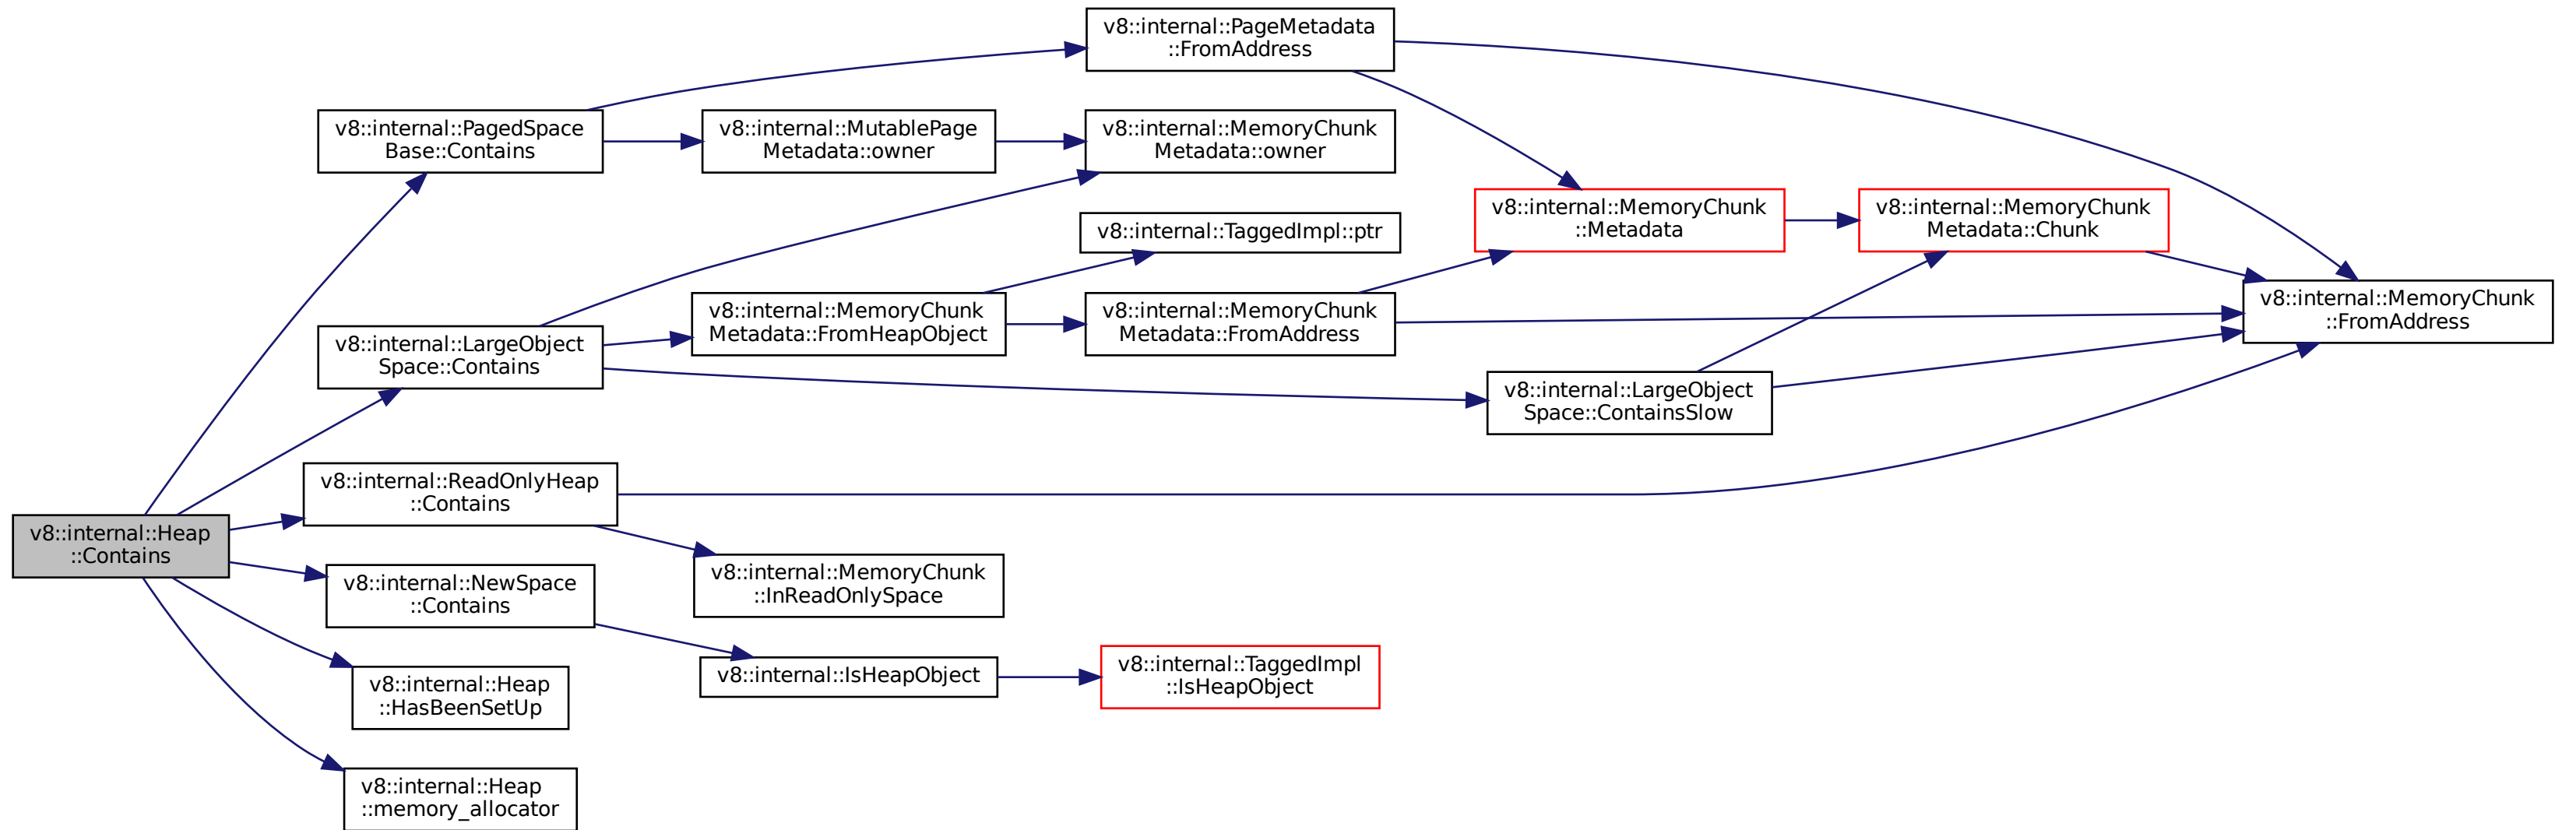 v8::internal::PageMetadata
::FromAddress
v8::internal::PagedSpace
Base::Contains
v8::internal::MutablePage
Metadata::owner
v8::internal::MemoryChunk
Metadata::owner
v8::internal::MemoryChunk
::Metadata
v8::internal::MemoryChunk
Metadata::Chunk
v8::internal::TaggedImpl::ptr
v8::internal::MemoryChunk
::FromAddress
v8::internal::LargeObject
Space::Contains
v8::internal::MemoryChunk
Metadata::FromHeapObject
v8::internal::MemoryChunk
Metadata::FromAddress
v8::internal::LargeObject
Space::ContainsSlow
v8::internal::ReadOnlyHeap
::Contains
v8::internal::Heap
::Contains
v8::internal::MemoryChunk
::InReadOnlySpace
v8::internal::NewSpace
::Contains
v8::internal::IsHeapObject
v8::internal::TaggedImpl
::IsHeapObject
v8::internal::Heap
::HasBeenSetUp
v8::internal::Heap
::memory_allocator